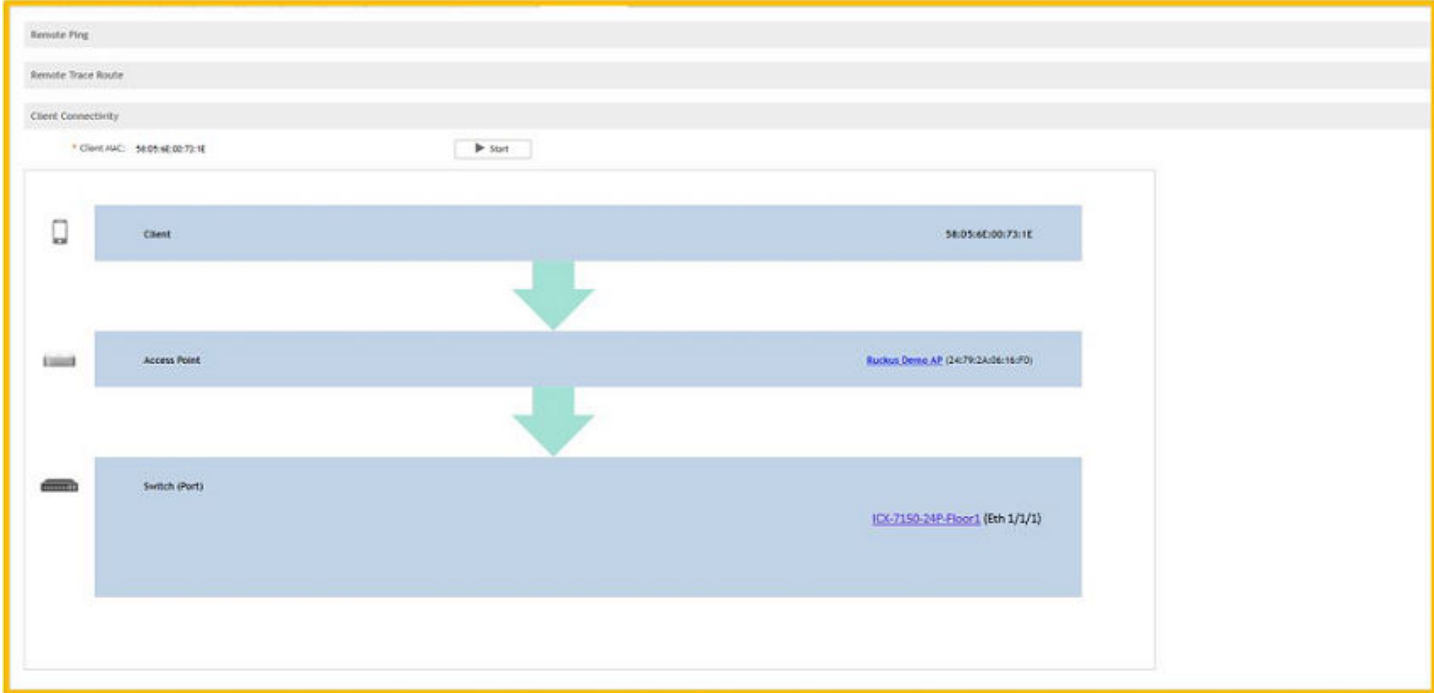 Remote Ping
Remote Trace Route
Client Connectivity
* Client MAC: 58:05:6E:00:73:1E Start
Client 58:05:6E:00:73:1E
Access Point Ruckus Demo AP (24:79:2A:06:16:F0)
Switch (Port)
ICX-7150-24P-Floor1 (Eth 1/1/1)